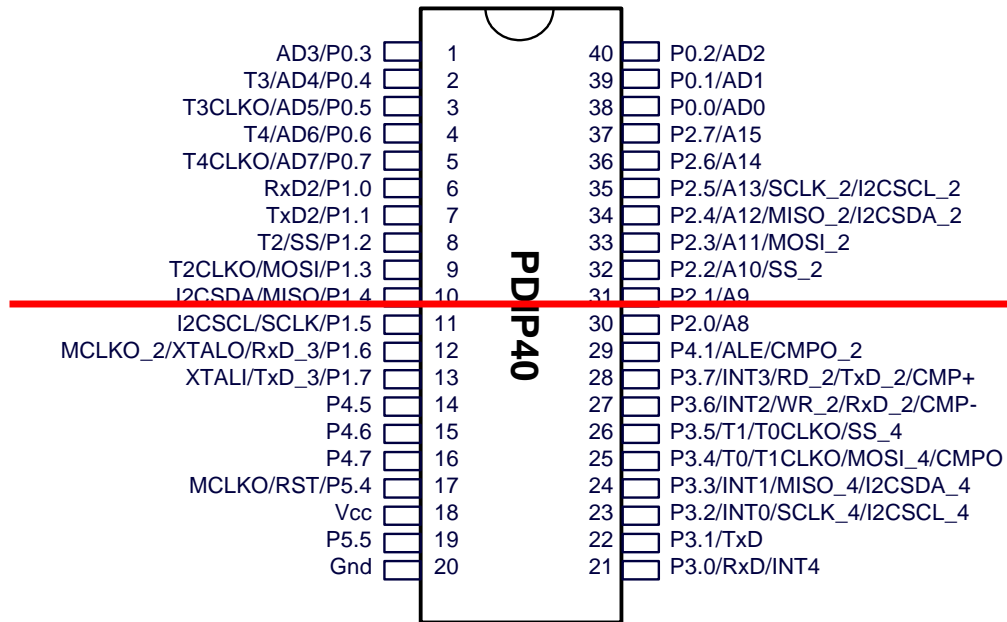 AD3/P0.3 1 40 P0.2/AD2
T3/AD4/P0.4 2 39 P0.1/AD1
T3CLKO/AD5/P0.5 3 38 P0.0/AD0
T4/AD6/P0.6 4 37 P2.7/A15
T4CLKO/AD7/P0.7 5 36 P2.6/A14
RxD2/P1.0 6 35 P2.5/A13/SCLK_2/I2CSCL_2
TxD2/P1.1 7 34 P2.4/A12/MISO_2/I2CSDA_2
T2/SS/P1.2 8 33 P2.3/A11/MOSI_2
T2CLKO/MOSI/P1.3 9 32 P2.2/A10/SS_2
I2CSDA/MISO/P1.4 10 31 P2.1/A9
I2CSCL/SCLK/P1.5 11 30 P2.0/A8
MCLKO_2/XTALO/RxD_3/P1.6 12 29 P4.1/ALE/CMPO_2
XTALI/TxD_3/P1.7 13 28 P3.7/INT3/RD_2/TxD_2/CMP+
P4.5 14 27 P3.6/INT2/WR_2/RxD_2/CMP-
P4.6 15 26 P3.5/T1/T0CLKO/SS_4
P4.7 16 25 P3.4/T0/T1CLKO/MOSI_4/CMPO
MCLKO/RST/P5.4 17 24 P3.3/INT1/MISO_4/I2CSDA_4
Vcc 18 23 P3.2/INT0/SCLK_4/I2CSCL_4
P5.5 19 22 P3.1/TxD
Gnd 20 21 P3.0/RxD/INT4
PDIP40